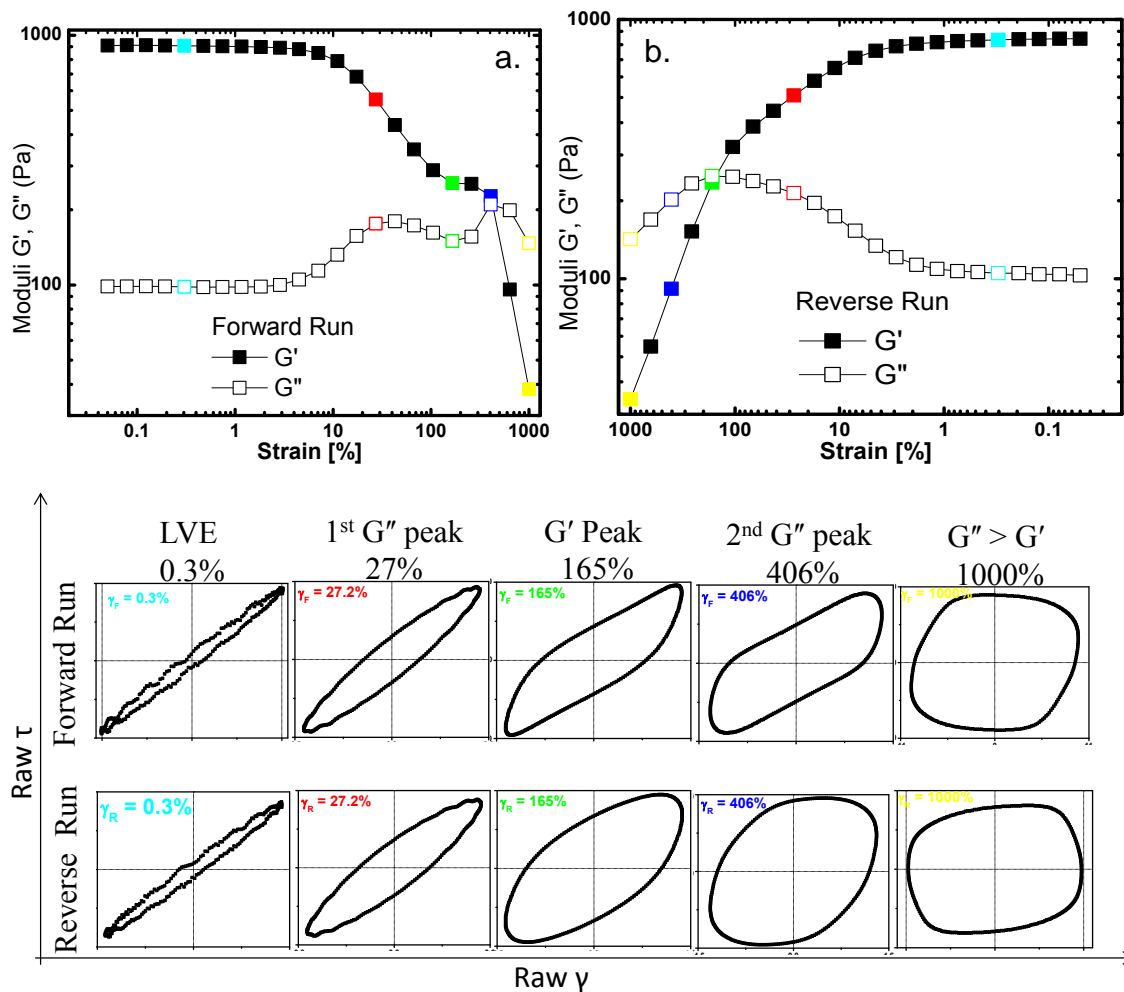 1000
100
Moduli G', G'' (Pa)
a.
Forward Run
G'
G"
0.1
1
10
100
1000
Strain [%]
1000
100
Moduli G', G'' (Pa)
b.
Reverse Run
G'
G"
1000
100
10
1
0.1
Strain [%]
LVE
0.3%
1st G″ peak
27%
G′ Peak
165%
2nd G″ peak
406%
G″ > G′
1000%
Raw τ
Forward Run
γF = 0.3%
γF = 27.2%
γF = 165%
γF = 406%
γF = 1000%
Reverse Run
γR = 0.3%
γR = 27.2%
γR = 165%
γR = 406%
γR = 1000%
Raw γ